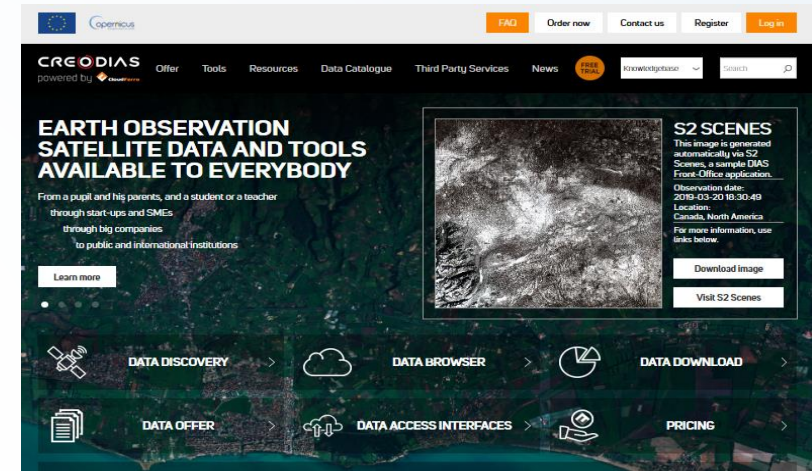 Copernicus
FAQ
Order now
Contact us
Register
Log in
CREODIAS
powered by CloudFerro
Offer
Tools
Resources
Data Catalogue
Third Party Services
News
FREE TRIAL
Knowledgebase
Search
EARTH OBSERVATION
SATELLITE DATA AND TOOLS
AVAILABLE TO EVERYBODY
From a pupil and his parents, and a student or a teacher
through start-ups and SMEs
through big companies
to public and international institutions
Learn more
S2 SCENES
This image is generated
automatically via S2
Scenes, a sample DIAS
Front-Office application.
Observation date:
2019-03-20 18:30:49
Location:
Canada, North America
For more information, use
links below.
Download image
Visit S2 Scenes
DATA DISCOVERY
DATA BROWSER
DATA DOWNLOAD
DATA OFFER
DATA ACCESS INTERFACES
PRICING